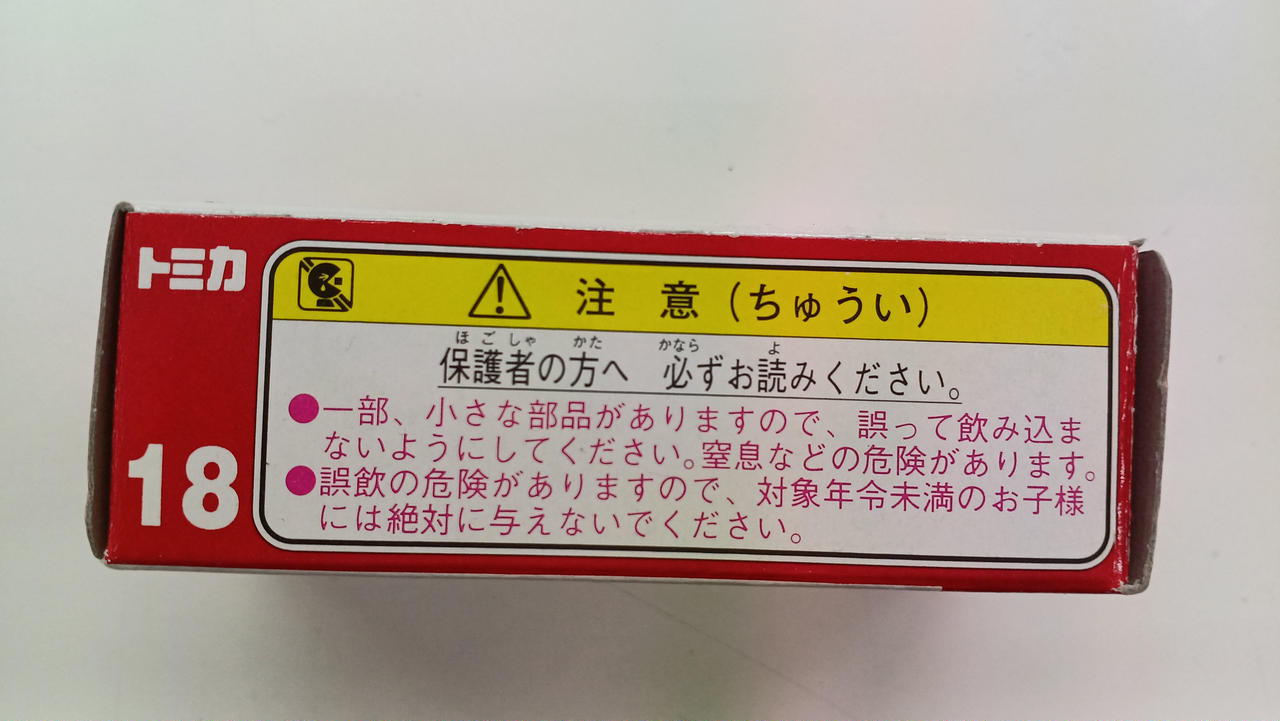 トミカ
18
注意(ちゅうい)
ほごしゃ かた かなら よ
保護者の方へ 必ずお読みください。
●一部、小さな部品がありますので、誤って飲み込ま
ないようにしてください。窒息などの危険があります。
●誤飲の危険がありますので、対象年令未満のお子様
には絶対に与えないでください。